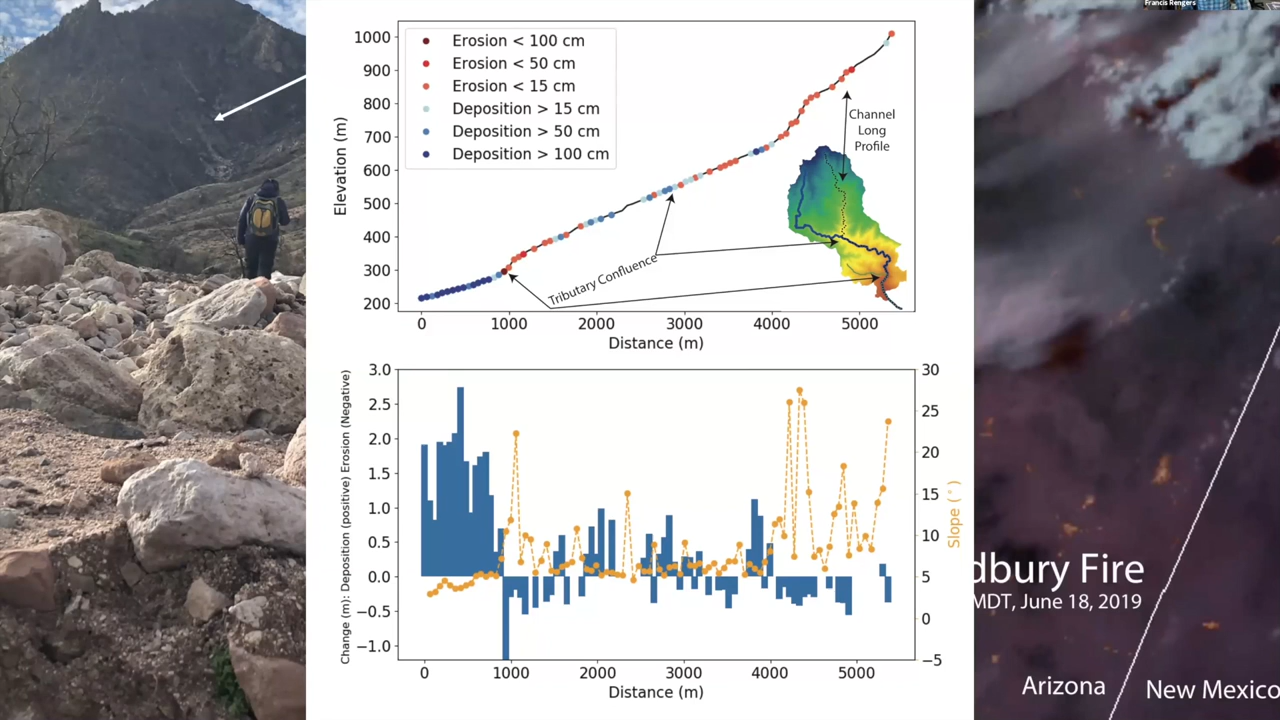 Francis Rengers
1000
900
800
700
600
500
400
300
200
Elevation (m)
Erosion < 100 cm
Erosion < 50 cm
Erosion < 15 cm
Deposition > 15 cm
Deposition > 50 cm
Deposition > 100 cm
Channel
Long
Profile
Tributary Confluence
0
1000
2000
3000
4000
5000
Distance (m)
Change (m): Deposition (positive) Erosion (Negative)
3.0
2.5
2.0
1.5
1.0
0.5
0.0
−0.5
−1.0
30
25
20
15
10
5
0
−5
Slope (°)
0
1000
2000
3000
4000
5000
Distance (m)
dbury Fire
MDT, June 18, 2019
Arizona
New Mexico